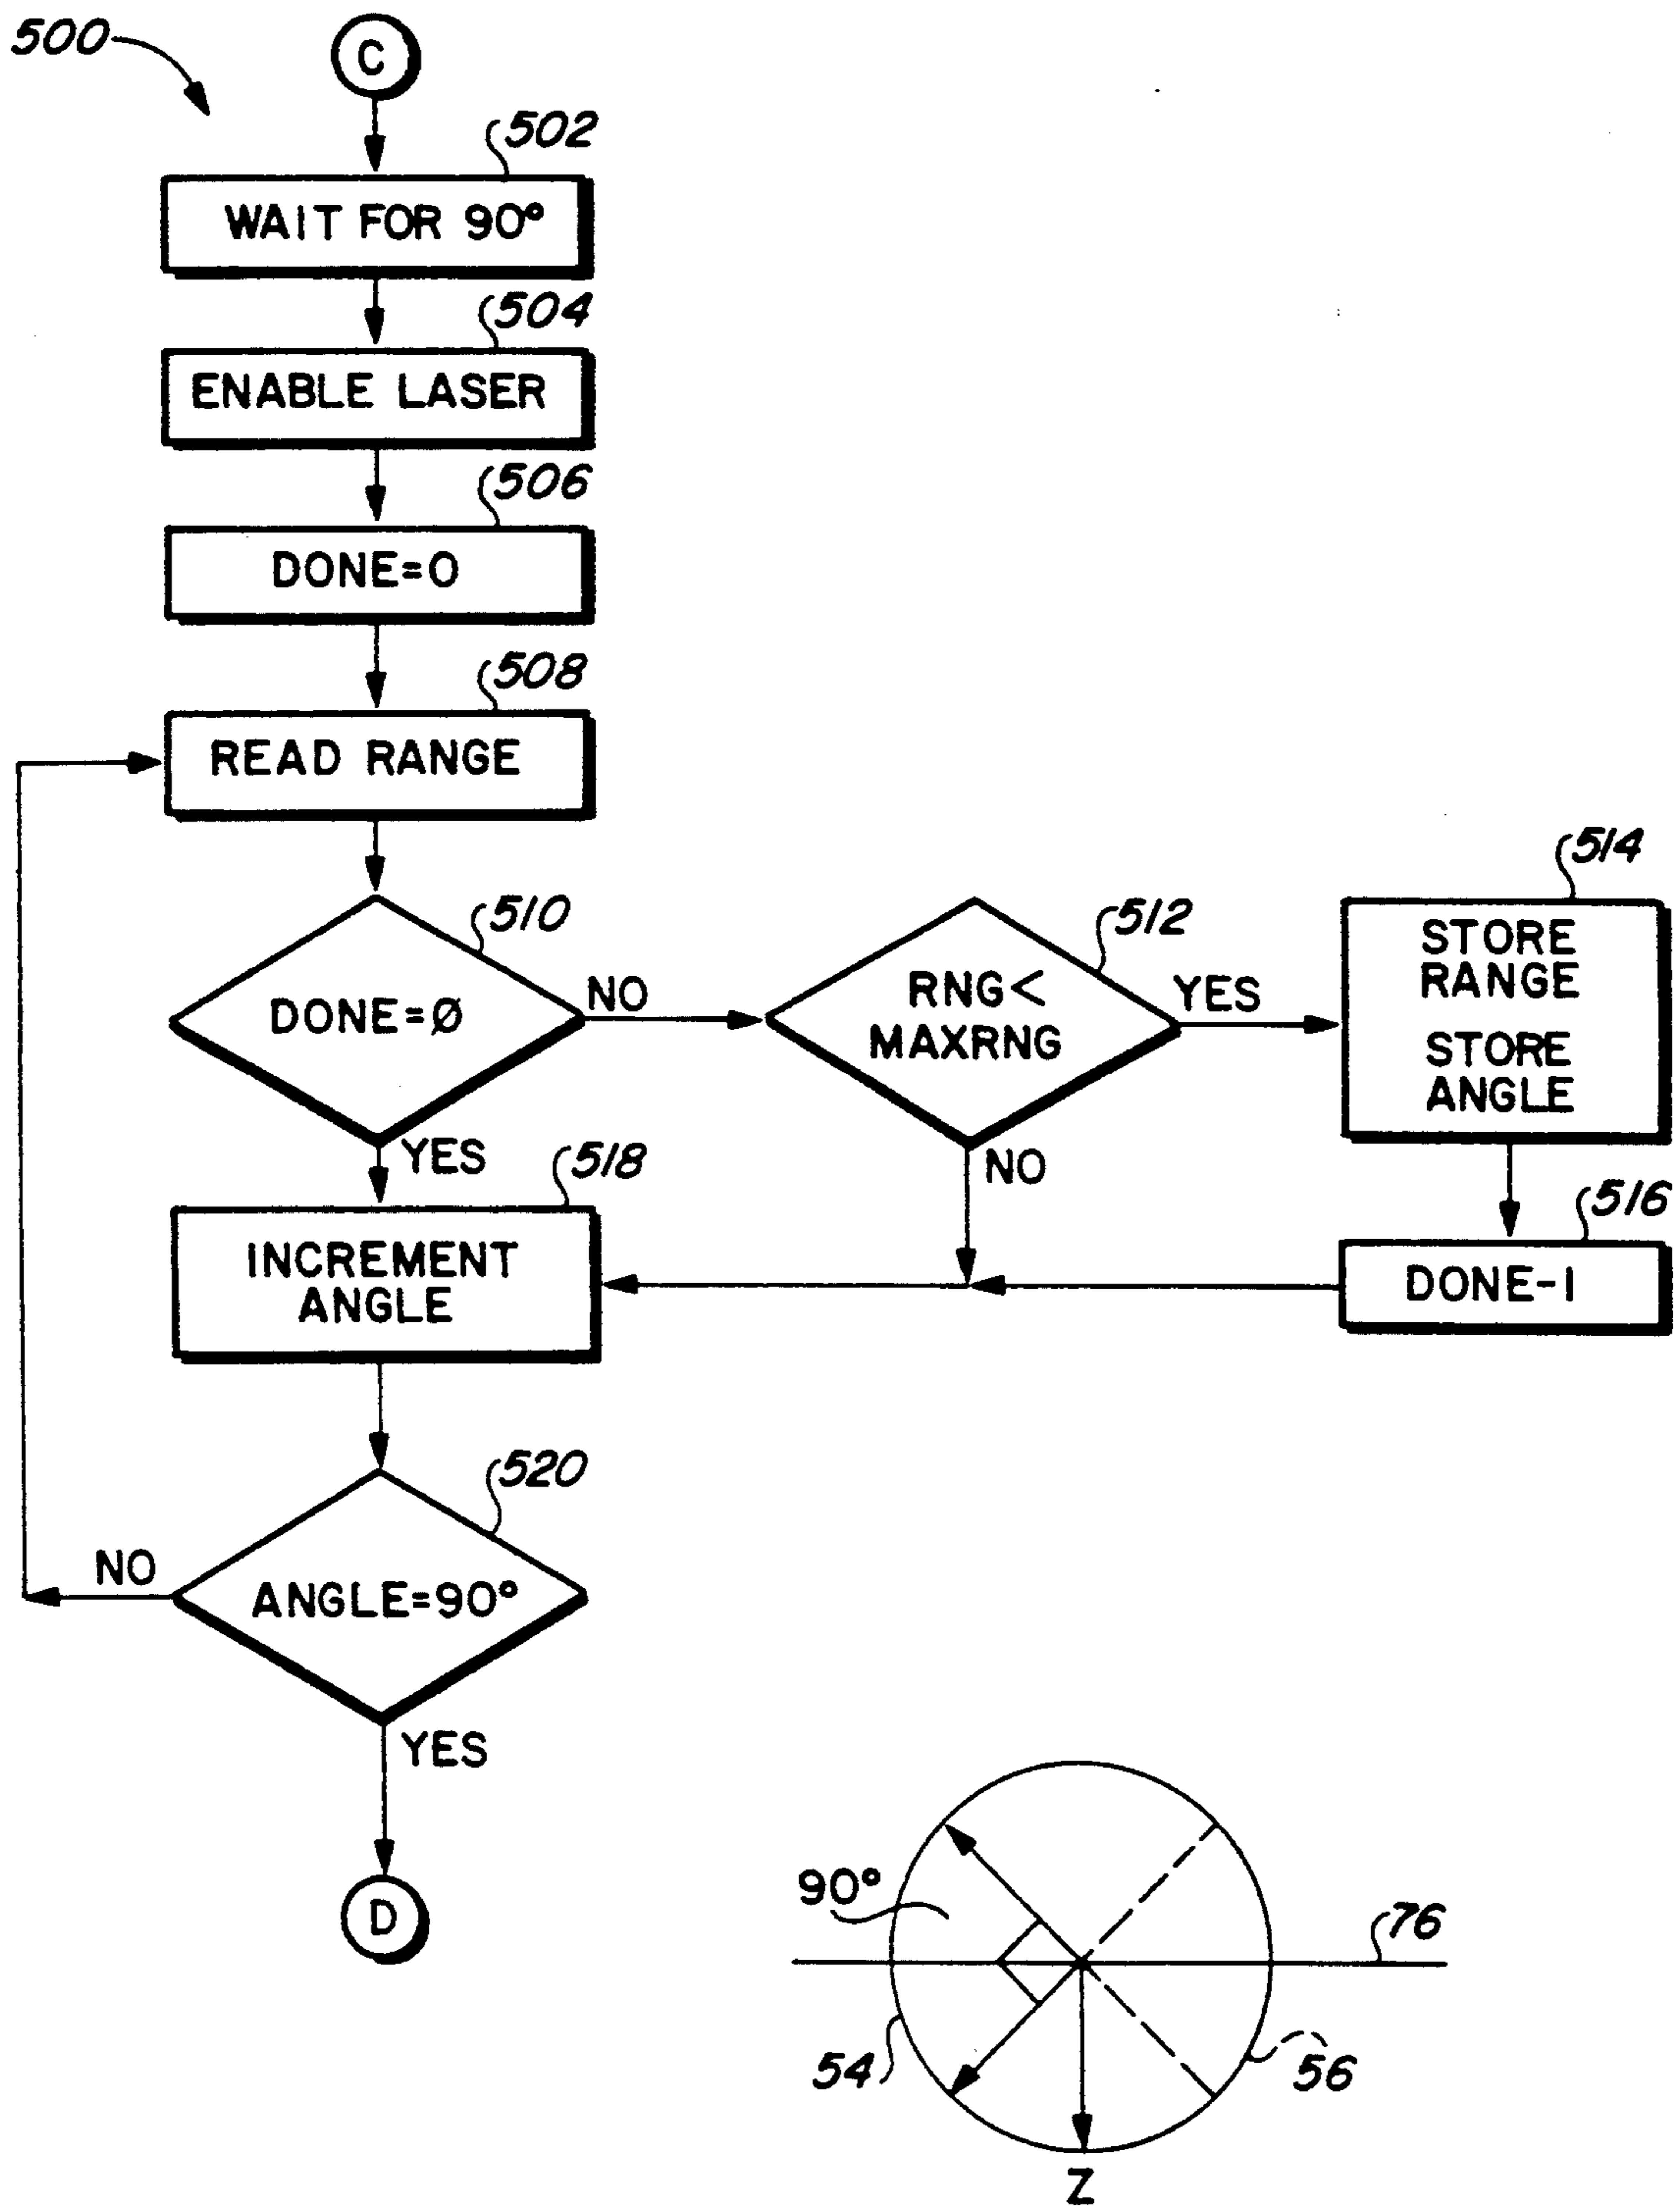 500
C
502
WAIT FOR 90°
504
ENABLE LASER
506
DONE=0
508
READ RANGE
510
DONE=Ø
NO
YES
512
RNG<
MAXRNG
YES
NO
514
STORE
RANGE
STORE
ANGLE
516
DONE-1
518
INCREMENT
ANGLE
520
ANGLE=90°
NO
YES
D
90°
76
54
56
Z